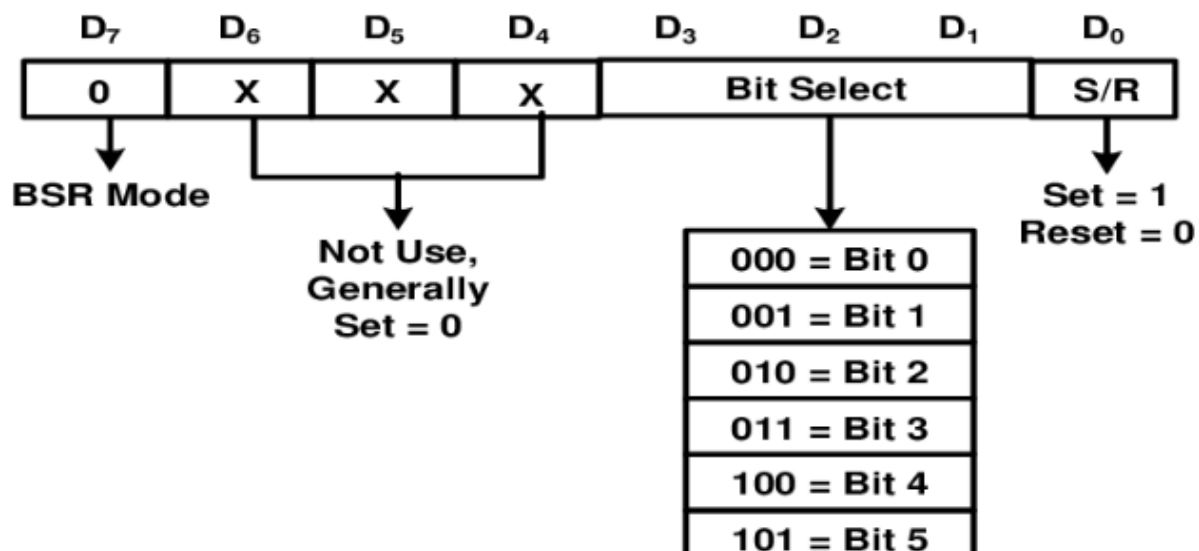 D₇ D₆ D₅ D₄ D₃ D₂ D₁ D₀
0 X X X Bit Select S/R
BSR Mode
Set = 1
Reset = 0
Not Use,
Generally
Set = 0
000 = Bit 0
001 = Bit 1
010 = Bit 2
011 = Bit 3
100 = Bit 4
101 = Bit 5